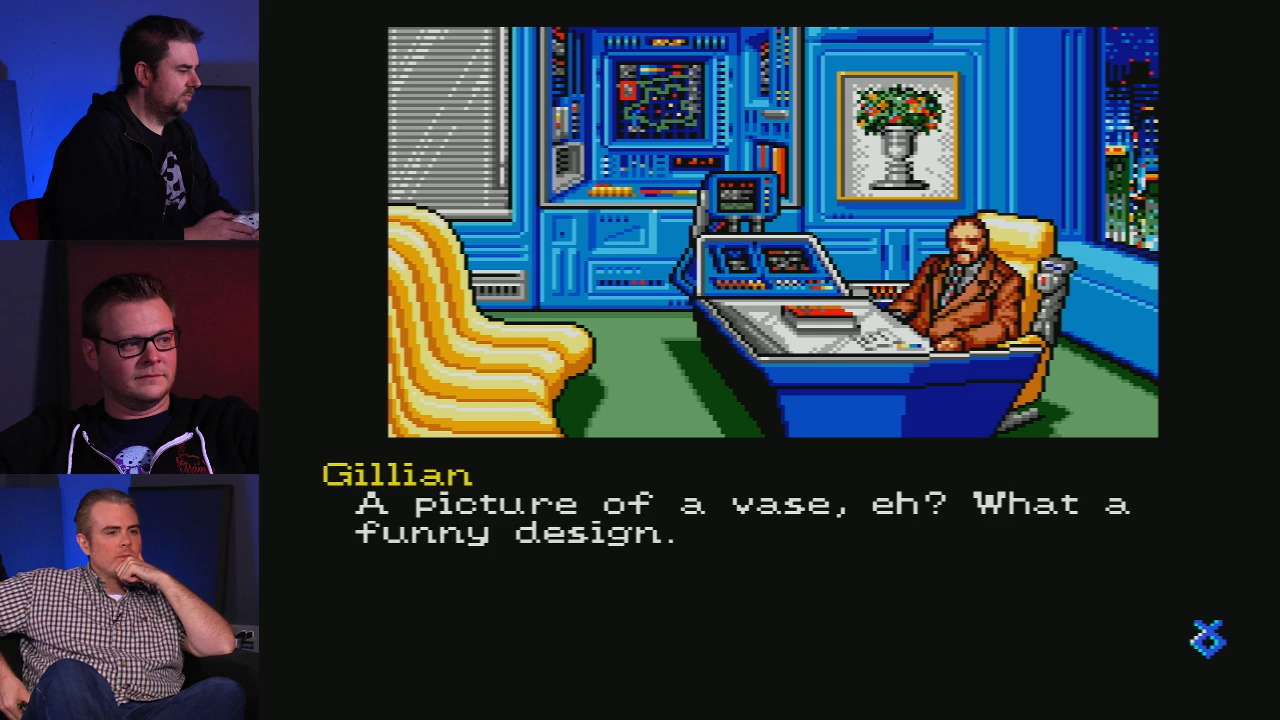 Gillian
A picture of a vase, eh? What a
funny design.